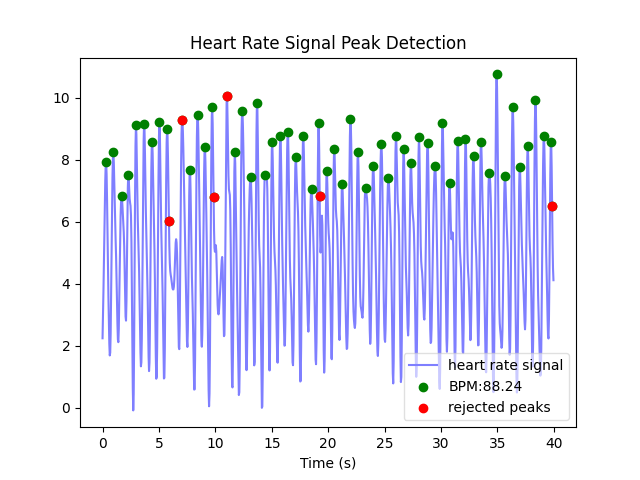 Heart Rate Signal Peak Detection
10
8
6
4
2
0
heart rate signal
BPM:88.24
rejected peaks
0 5 10 15 20 25 30 35 40
Time (s)